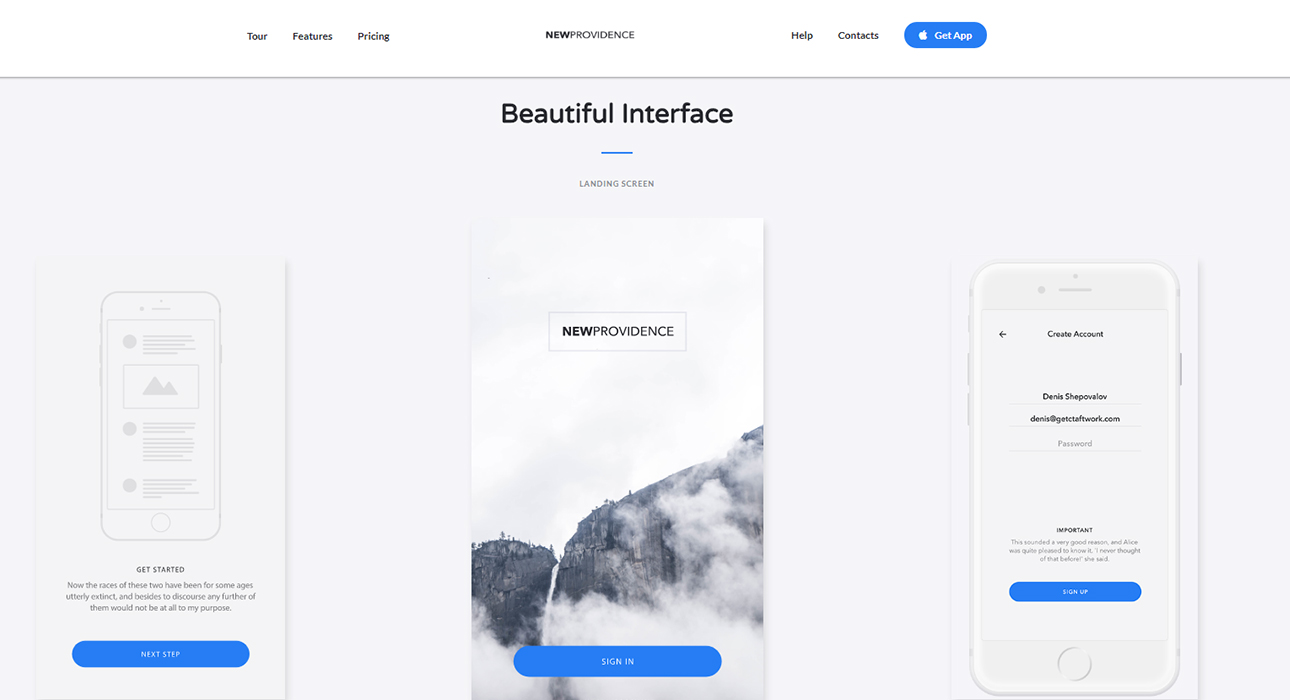 Tour
Features
Pricing
NEWPROVIDENCE
Help
Contacts
Get App
Beautiful Interface
LANDING SCREEN
GET STARTED
Now the races of these two have been for some ages
utterly extinct, and besides to discourse any further of
them would not be at all to my purpose.
NEXT STEP
NEWPROVIDENCE
SIGN IN
Create Account
Denis Shepovalov
denis@getctaftwork.com
Password
IMPORTANT
This sounded a very good reason, and Alice
was quite pleased to know it. 'I never thought
of that before!' she said.
SIGN UP